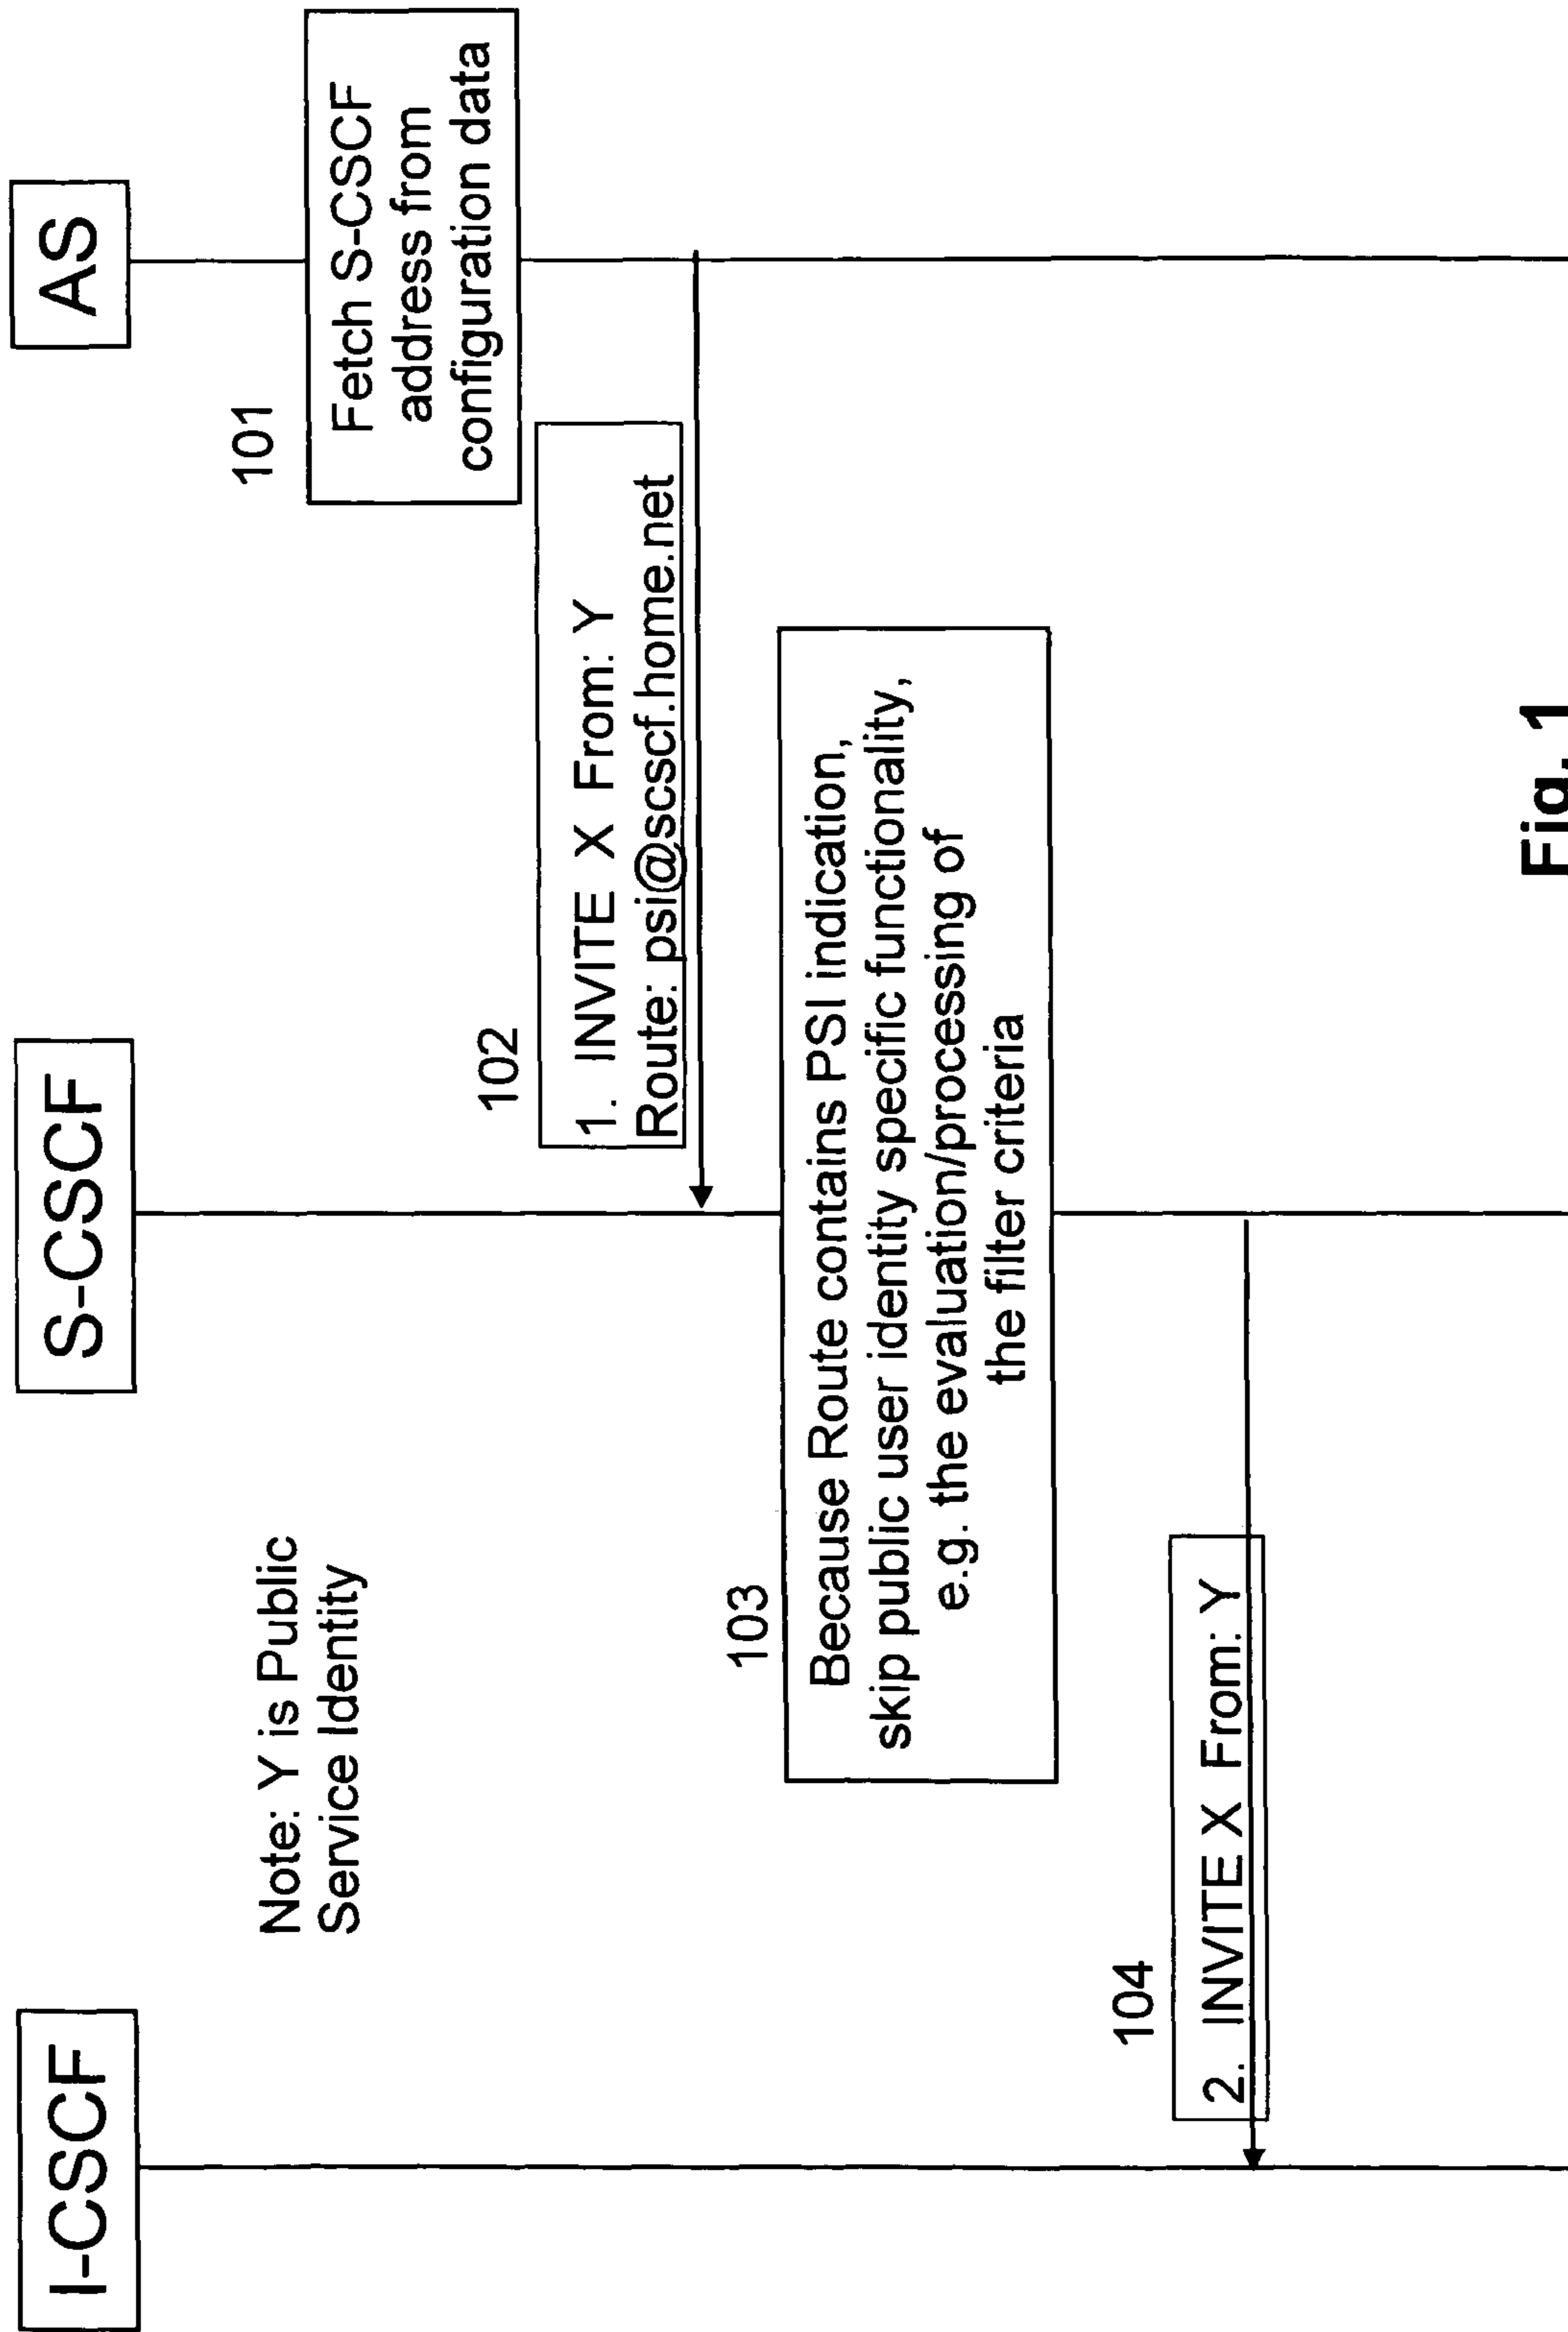 I-CSCF
S-CSCF
AS
Note: Y is Public
Service Identity
101
Fetch S-CSCF
address from
configuration data
102
1. INVITE X From: Y
Route: psi@scscf.home.net
103
Because Route contains PSI indication,
skip public user identity specific functionality,
e.g. the evaluation/processing of
the filter criteria
104
2. INVITE X From: Y
Fig. 1